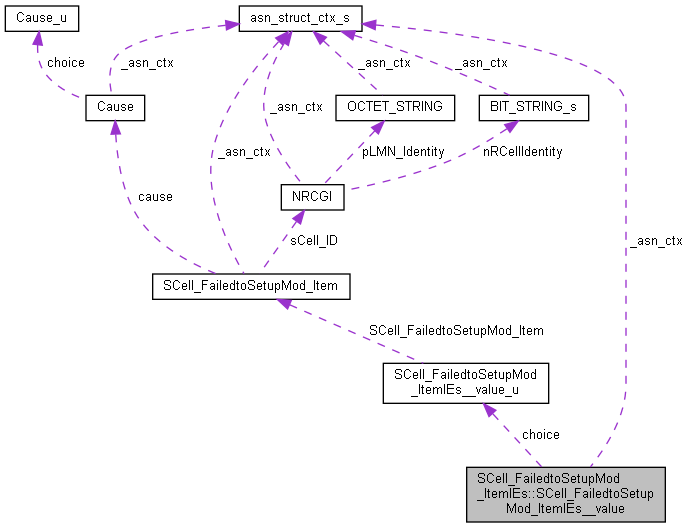 Cause_u
asn_struct_ctx_s
choice
_asn_ctx
_asn_ctx
_asn_ctx
Cause
_asn_ctx
OCTET_STRING
BIT_STRING_s
_asn_ctx
pLMN_Identity
nRCellIdentity
cause
NRCGI
sCell_ID
_asn_ctx
SCell_FailedtoSetupMod_Item
SCell_FailedtoSetupMod_Item
SCell_FailedtoSetupMod
_ItemIEs__value_u
choice
SCell_FailedtoSetupMod
_ItemIEs::SCell_FailedtoSetup
Mod_ItemIEs__value